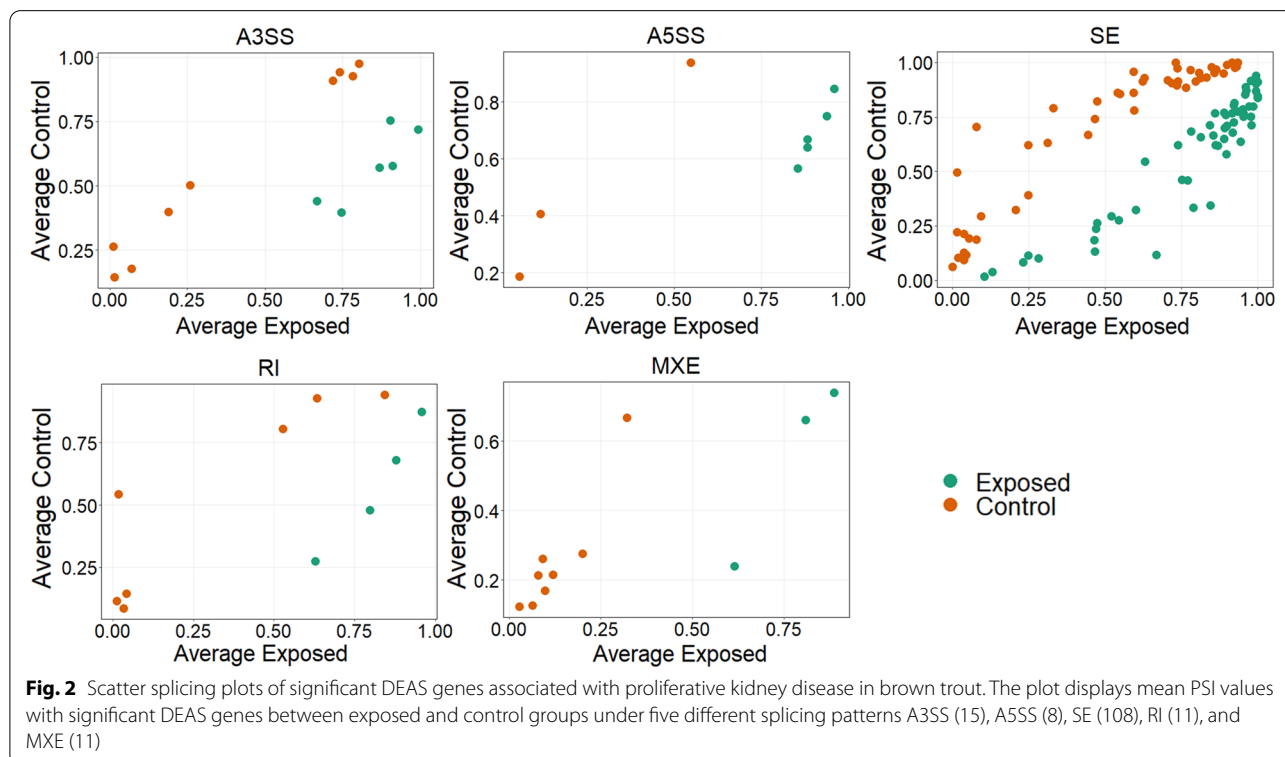 A3SS
1.00
0.75
0.50
0.25
Average Control
0.00 0.25 0.50 0.75 1.00
Average Exposed
A5SS
0.8
0.6
0.4
0.2
Average Control
0.25 0.50 0.75 1.00
Average Exposed
SE
1.00
0.75
0.50
0.25
0.00
Average Control
0.00 0.25 0.50 0.75 1.00
Average Exposed
RI
0.75
0.50
0.25
Average Control
0.00 0.25 0.50 0.75 1.00
Average Exposed
MXE
0.6
0.4
0.2
Average Control
0.00 0.25 0.50 0.75
Average Exposed
Exposed
Control
Fig. 2 Scatter splicing plots of significant DEAS genes associated with proliferative kidney disease in brown trout. The plot displays mean PSI values
with significant DEAS genes between exposed and control groups under five different splicing patterns A3SS (15), A5SS (8), SE (108), RI (11), and
MXE (11)